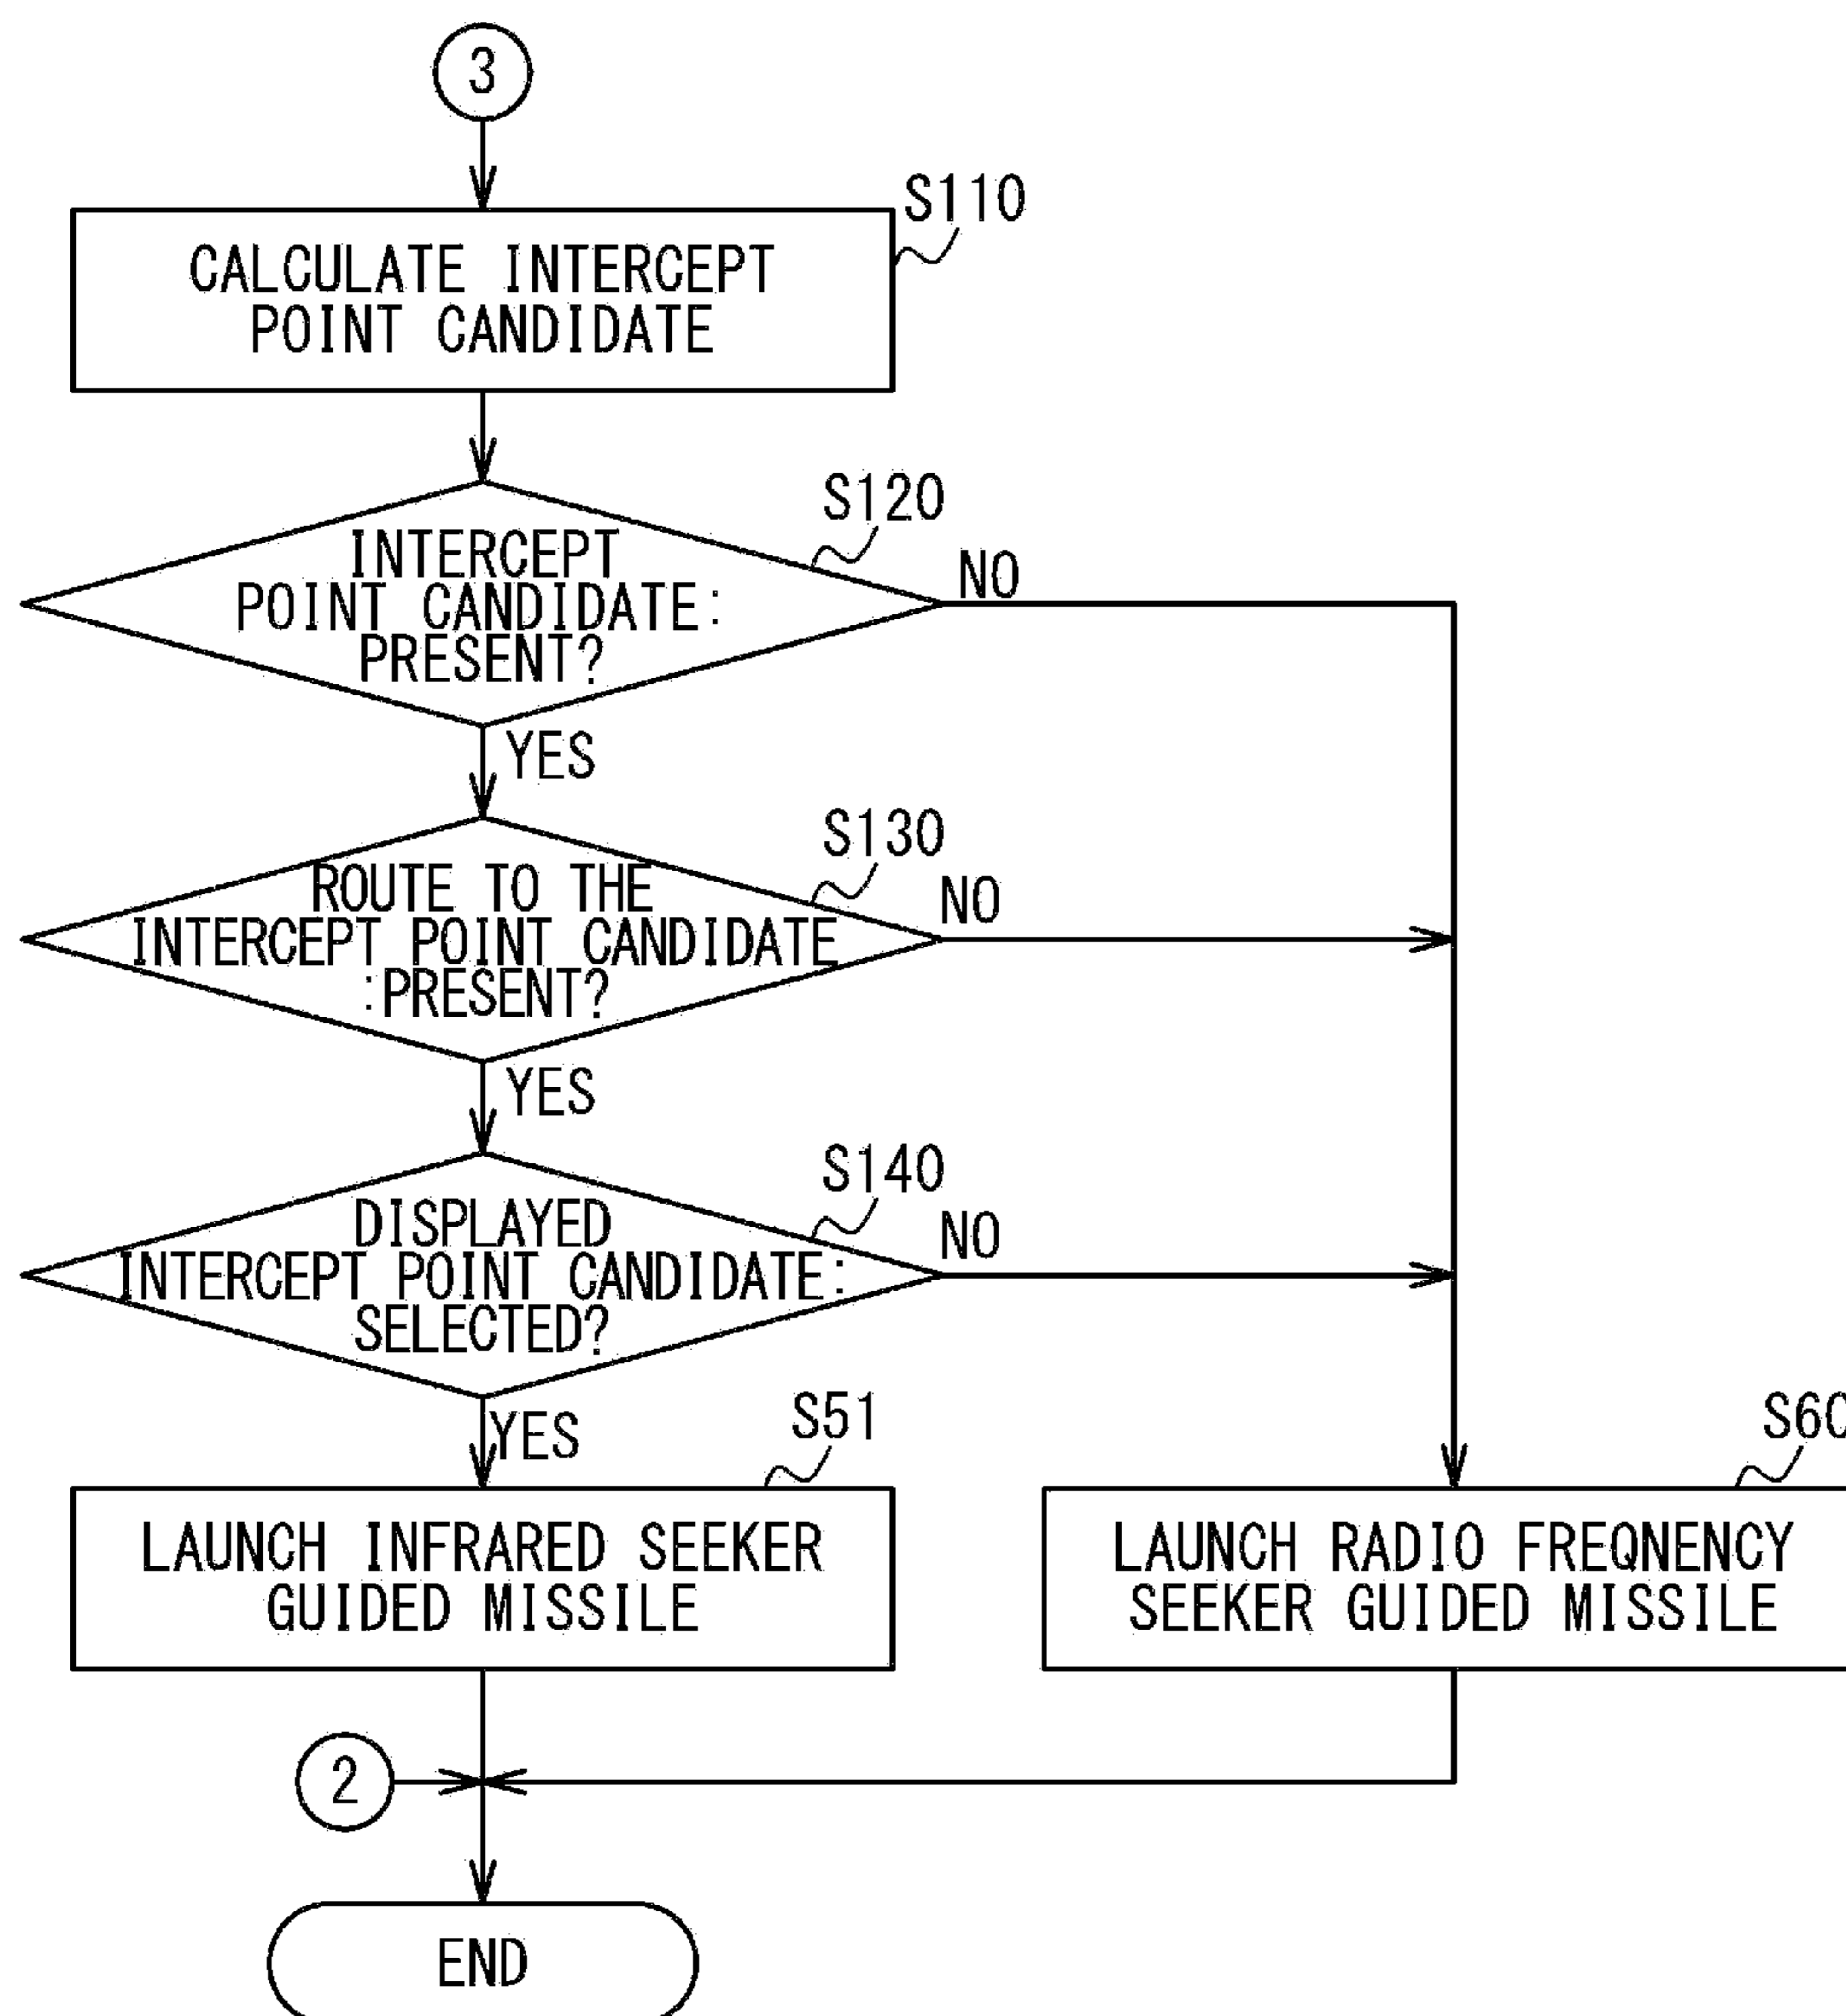 3
S110
CALCULATE INTERCEPT
POINT CANDIDATE
S120
INTERCEPT
POINT CANDIDATE:
PRESENT?
NO
YES
S130
ROUTE TO THE
INTERCEPT POINT CANDIDATE
:PRESENT?
NO
YES
S140
DISPLAYED
INTERCEPT POINT CANDIDATE:
SELECTED?
NO
YES
S51
LAUNCH INFRARED SEEKER
GUIDED MISSILE
S60
LAUNCH RADIO FREQNENCY
SEEKER GUIDED MISSILE
2
END